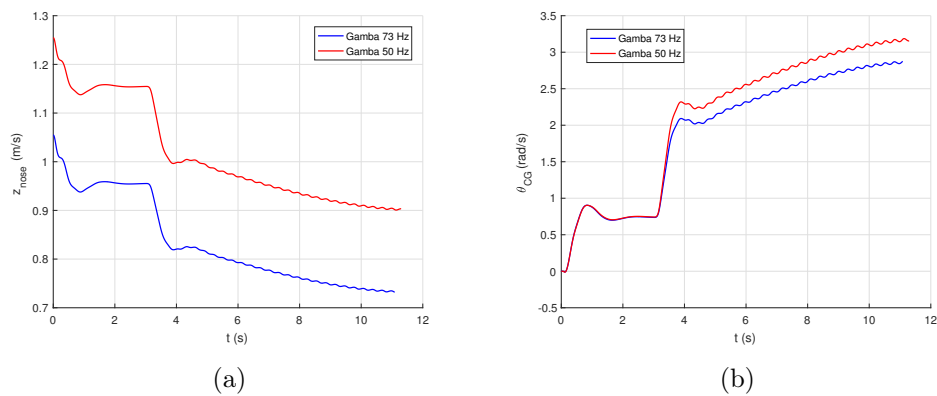 1.3
1.2
1.1
1
0.9
0.8
0.7
z_nose (m/s)
0 2 4 6 8 10 12
t (s)
Gamba 73 Hz
Gamba 50 Hz
(a)
3.5
3
2.5
2
1.5
1
0.5
0
-0.5
θ_CG (rad/s)
0 2 4 6 8 10 12
t (s)
Gamba 73 Hz
Gamba 50 Hz
(b)